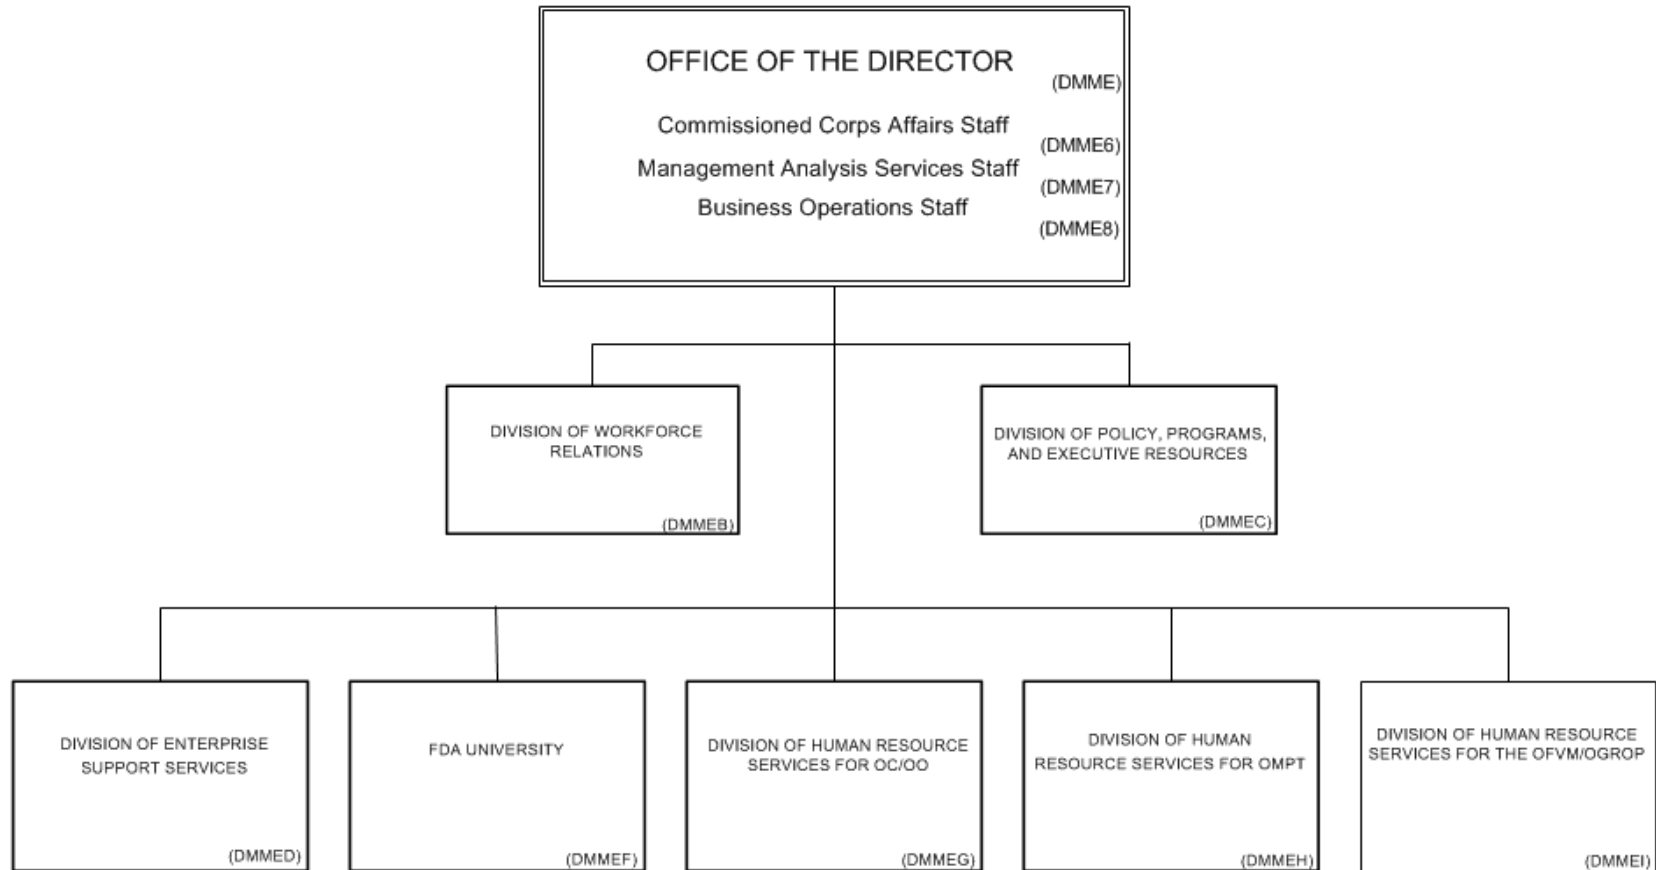 OFFICE OF THE DIRECTOR
(DMME)
Commissioned Corps Affairs Staff
(DMME6)
Management Analysis Services Staff
(DMME7)
Business Operations Staff
(DMME8)
DIVISION OF WORKFORCE
RELATIONS
(DMMEB)
DIVISION OF POLICY, PROGRAMS,
AND EXECUTIVE RESOURCES
(DMMEC)
DIVISION OF ENTERPRISE
SUPPORT SERVICES
(DMMED)
FDA UNIVERSITY
(DMMEF)
DIVISION OF HUMAN RESOURCE
SERVICES FOR OC/OO
(DMMEG)
DIVISION OF HUMAN
RESOURCE SERVICES FOR OMPT
(DMMEH)
DIVISION OF HUMAN RESOURCE
SERVICES FOR THE OFVM/OGROP
(DMMEI)